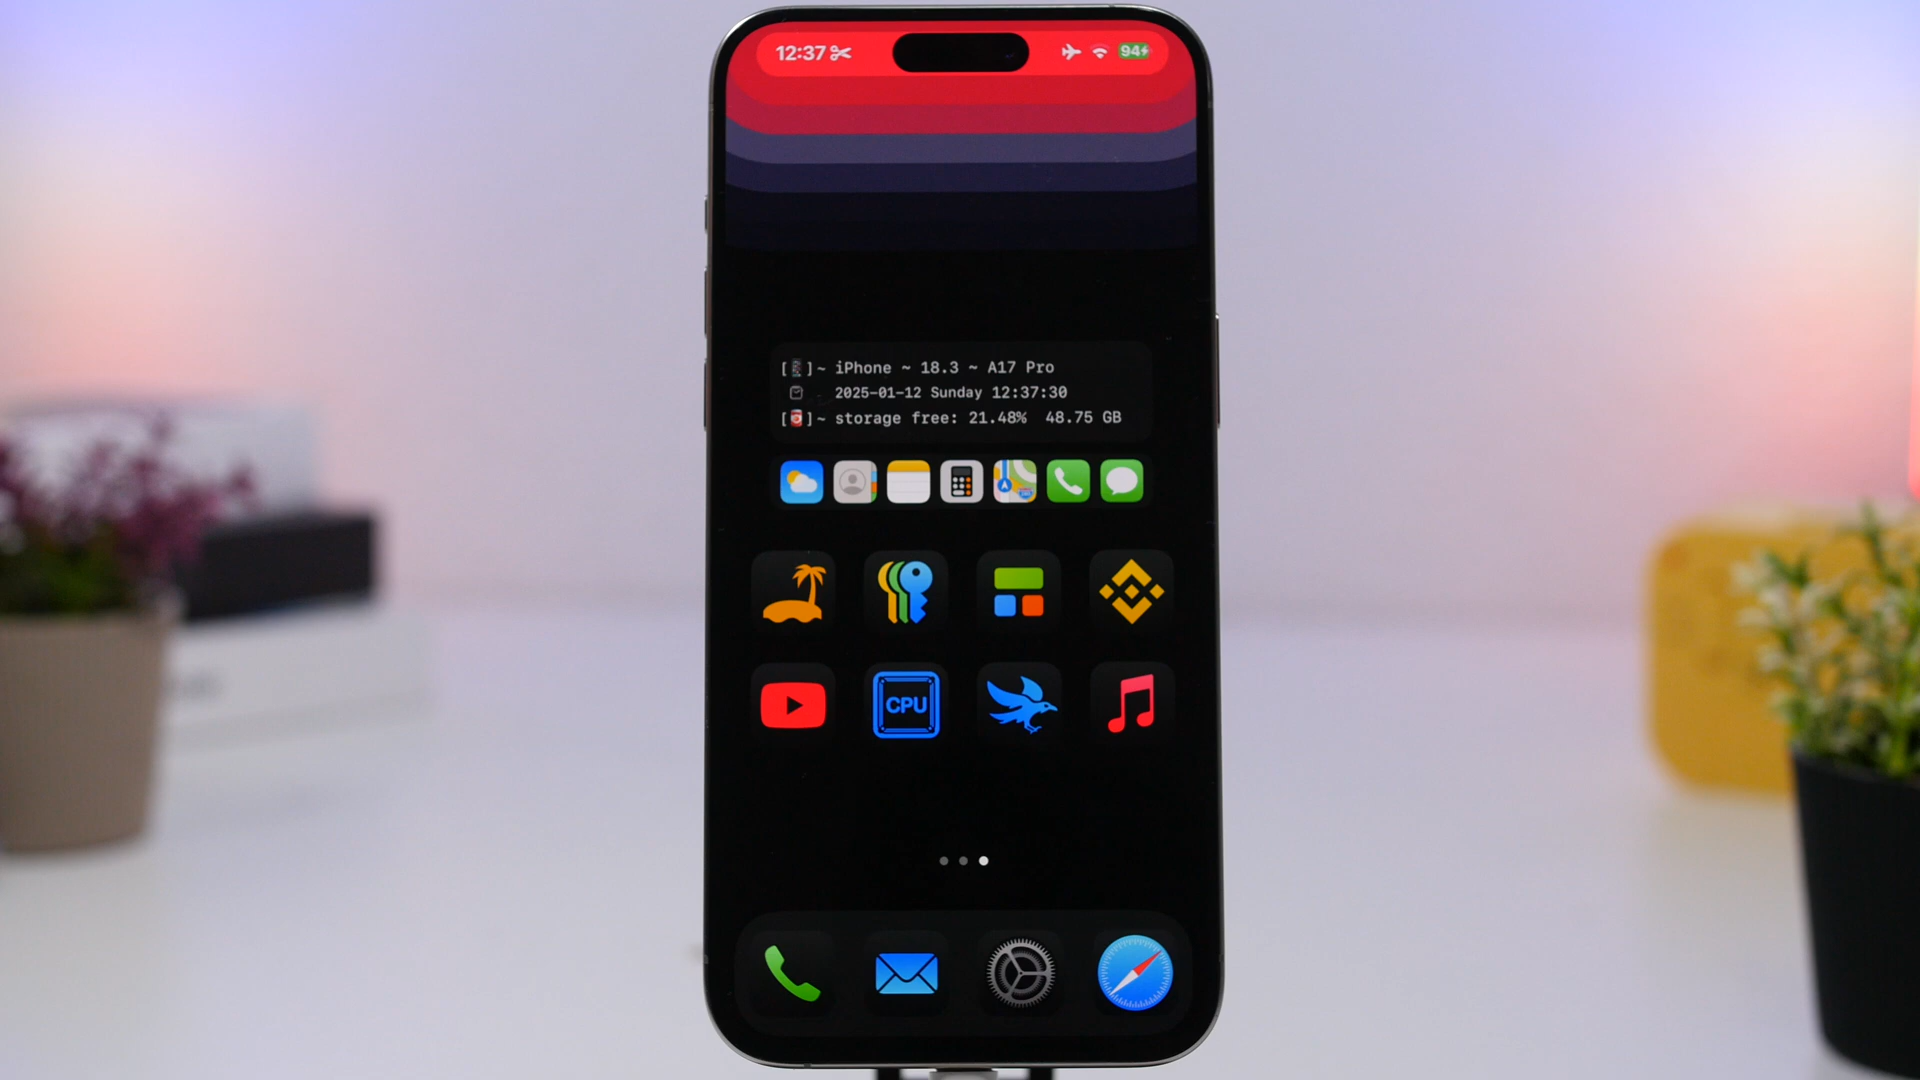 12:37
94
[ ]~ iPhone ~ 18.3 ~ A17 Pro
2025-01-12 Sunday 12:37:30
[ ]~ storage free: 21.48% 48.75 GB
CPU